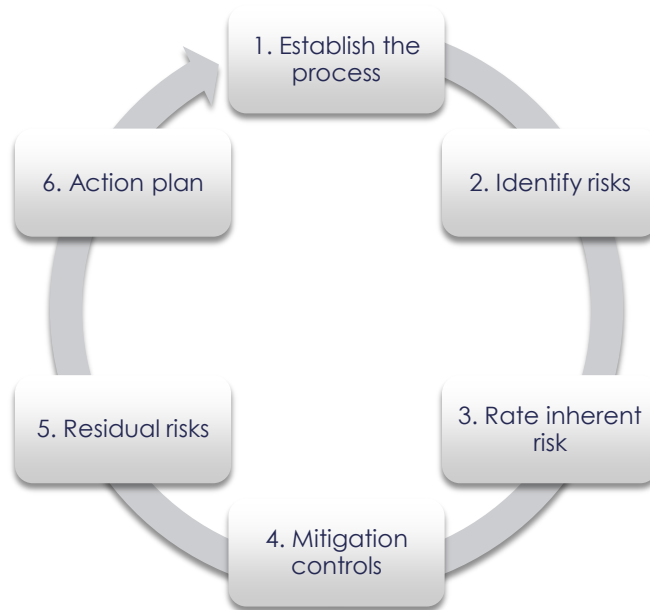 1. Establish the
process
2. Identify risks
3. Rate inherent
risk
4. Mitigation
controls
5. Residual risks
6. Action plan